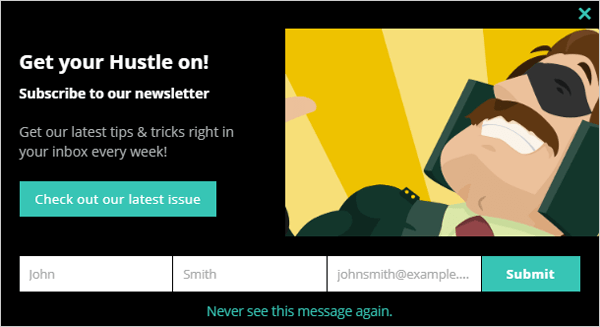 Get your Hustle on!
Subscribe to our newsletter
Get our latest tips & tricks right in
your inbox every week!
Check out our latest issue
John
Smith
johnsmith@example....
Submit
Never see this message again.